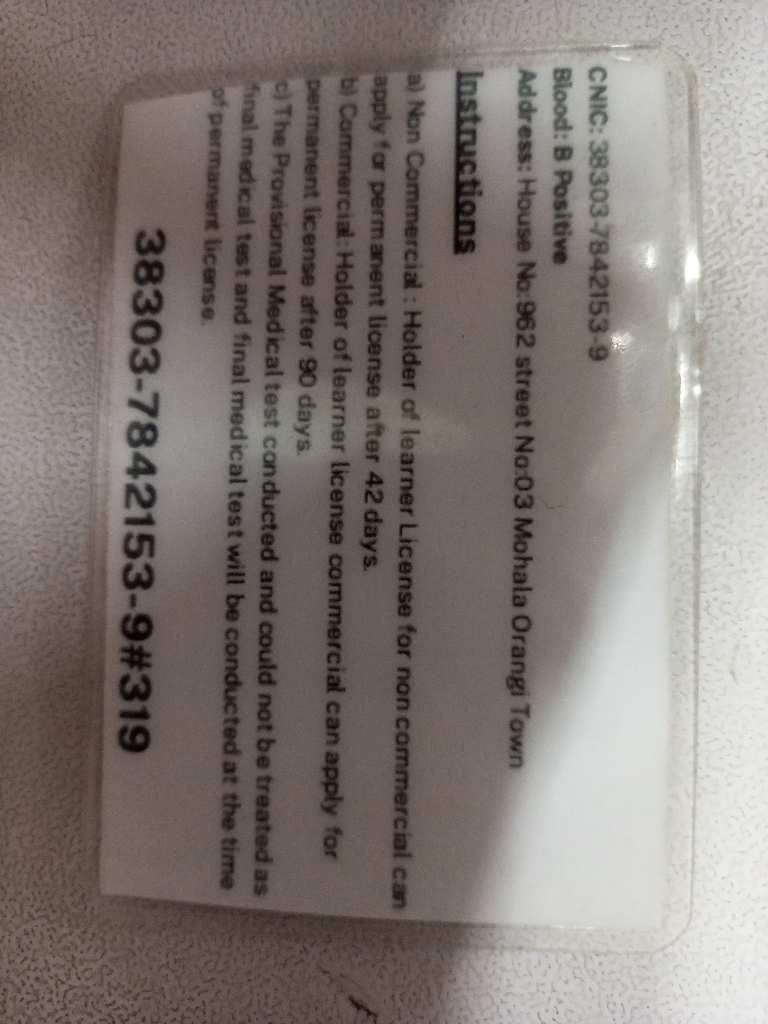 CNIC: 38303-7842153-9
Blood: B Positive
Address: House No:962 street No:03 Mohala Orangi Town
Instructions
a) Non Commercial : Holder of learner License for non commercial can
apply for permanent license after 42 days.
b) Commercial : Holder of learner license commercial can apply for
permanent license after 90 days.
c) The Provisional Medical test conducted and could not be treated as
final medical test and final medical test will be conducted at the time
of permanent license.
38303-7842153-9#319